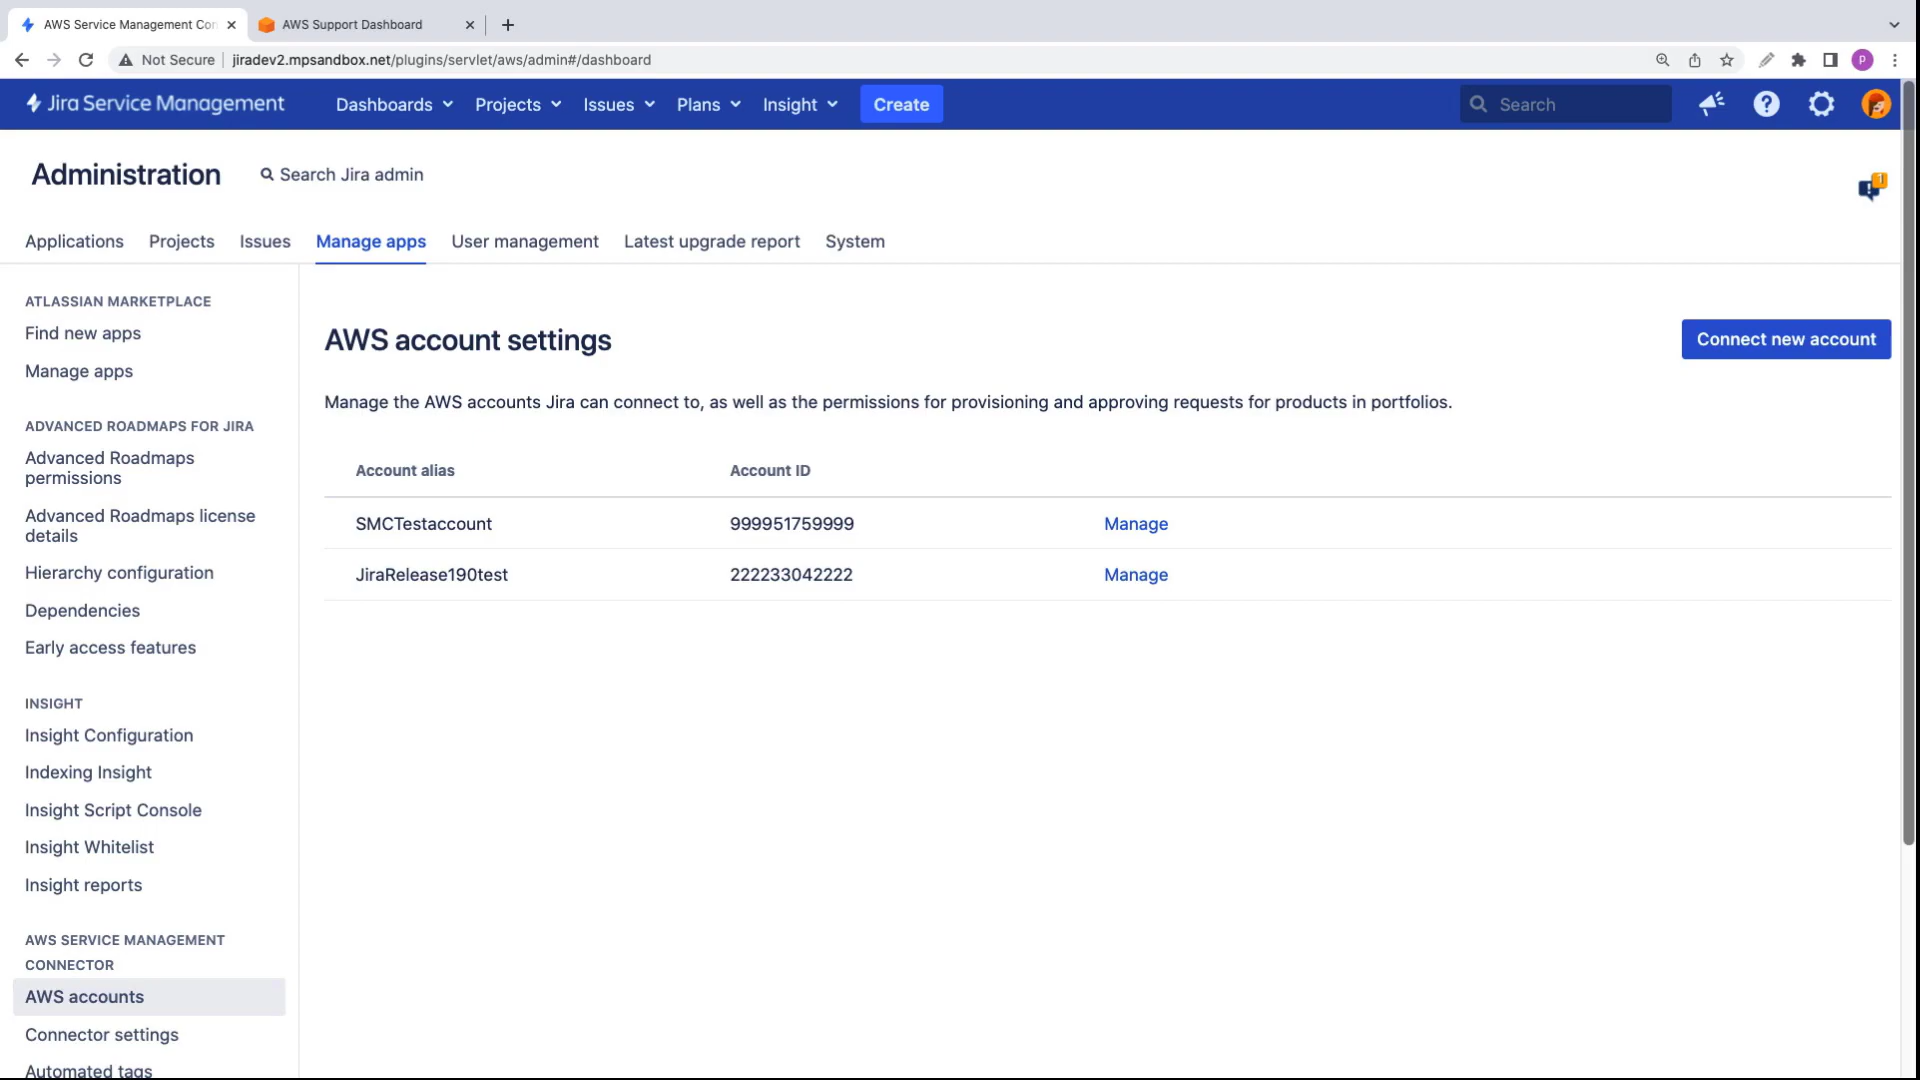 AWS Service Management Con
AWS Support Dashboard
Not Secure
jiradev2.mpsandbox.net/plugins/servlet/aws/admin#/dashboard
P
Jira Service Management
Dashboards
Projects
Issues
Plans
Insight
Create
Search
Administration
Search Jira admin
1
Applications
Projects
Issues
Manage apps
User management
Latest upgrade report
System
ATLASSIAN MARKETPLACE
Find new apps
Manage apps
ADVANCED ROADMAPS FOR JIRA
Advanced Roadmaps
permissions
Advanced Roadmaps license
details
Hierarchy configuration
Dependencies
Early access features
INSIGHT
Insight Configuration
Indexing Insight
Insight Script Console
Insight Whitelist
Insight reports
AWS SERVICE MANAGEMENT
CONNECTOR
AWS accounts
Connector settings
Automated tags
AWS account settings
Connect new account
Manage the AWS accounts Jira can connect to, as well as the permissions for provisioning and approving requests for products in portfolios.
Account alias Account ID
SMCTestaccount 999951759999 Manage
JiraRelease190test 222233042222 Manage